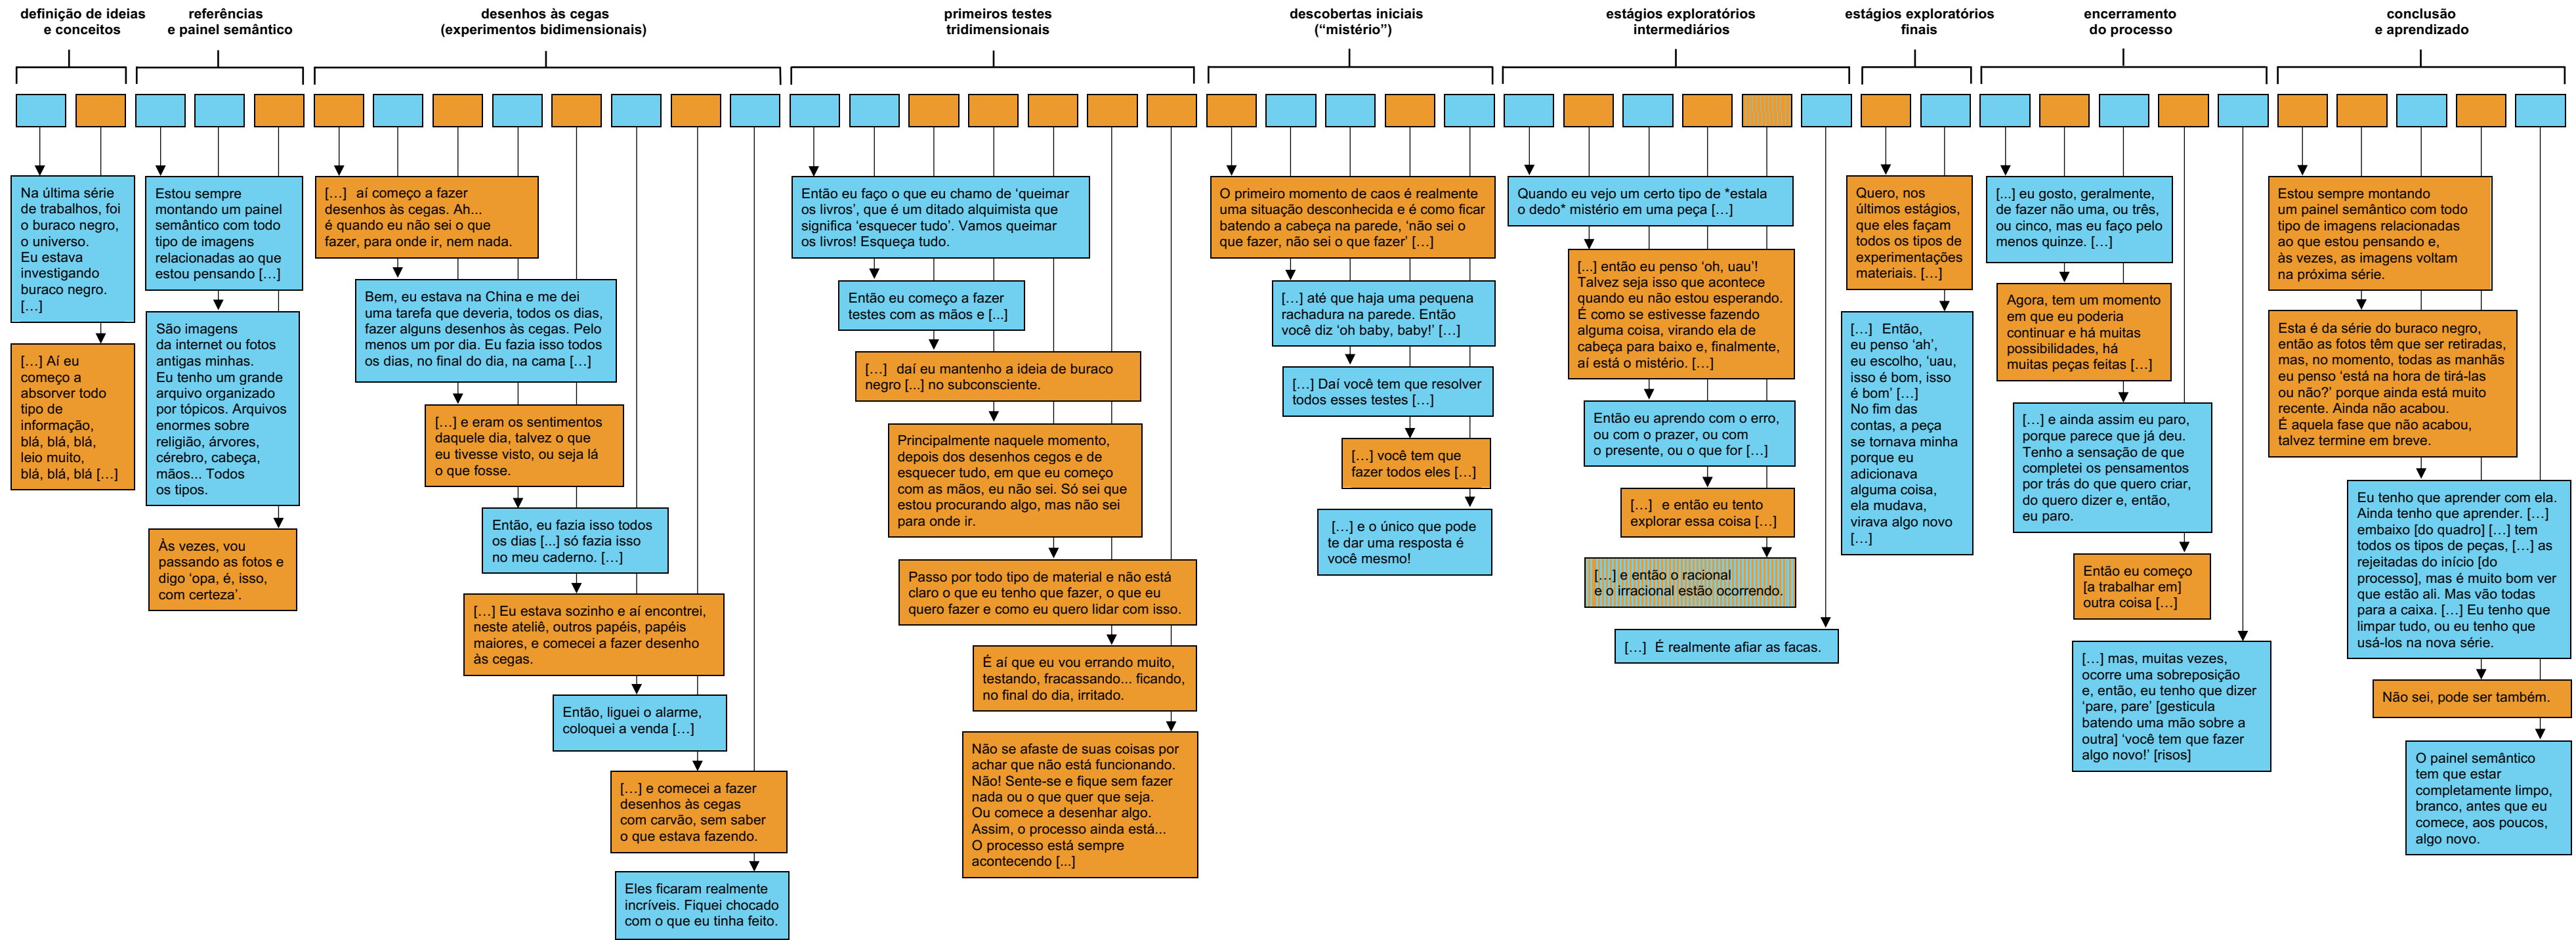 definição de ideias
e conceitos
referências
e painel semântico
desenhos às cegas
(experimentos bidimensionais)
primeiros testes
tridimensionais
descobertas iniciais
(“mistério”)
estágios exploratórios
intermediários
estágios exploratórios
finais
encerramento
do processo
conclusão
e aprendizado
Na última série
de trabalhos, foi
o buraco negro,
o universo.
Eu estava
investigando
buraco negro.
[…]
[…] Aí eu
começo a
absorver todo
tipo de
informação,
blá, blá, blá,
leio muito,
blá, blá, blá […]
Estou sempre
montando um painel
semântico com todo
tipo de imagens
relacionadas ao que
estou pensando […]
São imagens
da internet ou fotos
antigas minhas.
Eu tenho um grande
arquivo organizado
por tópicos. Arquivos
enormes sobre
religião, árvores,
cérebro, cabeça,
mãos... Todos
os tipos.
Às vezes, vou
passando as fotos e
digo ‘opa, é, isso,
com certeza’.
[…] aí começo a fazer
desenhos às cegas. Ah...
é quando eu não sei o que
fazer, para onde ir, nem nada.
Bem, eu estava na China e me dei
uma tarefa que deveria, todos os dias,
fazer alguns desenhos às cegas. Pelo
menos um por dia. Eu fazia isso todos
os dias, no final do dia, na cama […]
[…] e eram os sentimentos
daquele dia, talvez o que
eu tivesse visto, ou seja lá
o que fosse.
Então, eu fazia isso todos
os dias [...] só fazia isso
no meu caderno. […]
[…] Eu estava sozinho e aí encontrei,
neste ateliê, outros papéis, papéis
maiores, e comecei a fazer desenho
às cegas.
Então, liguei o alarme,
coloquei a venda […]
[…] e comecei a fazer
desenhos às cegas
com carvão, sem saber
o que estava fazendo.
Eles ficaram realmente
incríveis. Fiquei chocado
com o que eu tinha feito.
Então eu faço o que eu chamo de ‘queimar
os livros’, que é um ditado alquimista que
significa ‘esquecer tudo’. Vamos queimar
os livros! Esqueça tudo.
Então eu começo a fazer
testes com as mãos e [...]
[…] daí eu mantenho a ideia de buraco
negro [...] no subconsciente.
Principalmente naquele momento,
depois dos desenhos cegos e de
esquecer tudo, em que eu começo
com as mãos, eu não sei. Só sei que
estou procurando algo, mas não sei
para onde ir.
Passo por todo tipo de material e não está
claro o que eu tenho que fazer, o que eu
quero fazer e como eu quero lidar com isso.
É aí que eu vou errando muito,
testando, fracassando... ficando,
no final do dia, irritado.
Não se afaste de suas coisas por
achar que não está funcionando.
Não! Sente-se e fique sem fazer
nada ou o que quer que seja.
Ou comece a desenhar algo.
Assim, o processo ainda está...
O processo está sempre
acontecendo [...]
O primeiro momento de caos é realmente
uma situação desconhecida e é como ficar
batendo a cabeça na parede, ‘não sei o
que fazer, não sei o que fazer’ […]
[…] até que haja uma pequena
rachadura na parede. Então
você diz ‘oh baby, baby!’ […]
[…] Daí você tem que resolver
todos esses testes […]
[…] você tem que
fazer todos eles […]
[…] e o único que pode
te dar uma resposta é
você mesmo!
Quando eu vejo um certo tipo de *estala
o dedo* mistério em uma peça […]
[...] então eu penso ‘oh, uau’!
Talvez seja isso que acontece
quando eu não estou esperando.
É como se estivesse fazendo
alguma coisa, virando ela de
cabeça para baixo e, finalmente,
aí está o mistério. […]
Então eu aprendo com o erro,
ou com o prazer, ou com
o presente, ou o que for […]
[…] e então eu tento
explorar essa coisa […]
[…] e então o racional
e o irracional estão ocorrendo.
[…] É realmente afiar as facas.
Quero, nos
últimos estágios,
que eles façam
todos os tipos de
experimentações
materiais. […]
[…] Então,
eu penso ‘ah’,
eu escolho, ‘uau,
isso é bom, isso
é bom’ […]
No fim das
contas, a peça
se tornava minha
porque eu
adicionava
alguma coisa,
ela mudava,
virava algo novo
[…]
[…] eu gosto, geralmente,
de fazer não uma, ou três,
ou cinco, mas eu faço pelo
menos quinze. […]
Agora, tem um momento
em que eu poderia
continuar e há muitas
possibilidades, há
muitas peças feitas […]
[…] e ainda assim eu paro,
porque parece que já deu.
Tenho a sensação de que
completei os pensamentos
por trás do que quero criar,
do quero dizer e, então,
eu paro.
Então eu começo
[a trabalhar em]
outra coisa […]
[…] mas, muitas vezes,
ocorre uma sobreposição
e, então, eu tenho que dizer
‘pare, pare’ [gesticula
batendo uma mão sobre a
outra] ‘você tem que fazer
algo novo!’ [risos]
Estou sempre montando
um painel semântico com todo
tipo de imagens relacionadas
ao que estou pensando e,
às vezes, as imagens voltam
na próxima série.
Esta é da série do buraco negro,
então as fotos têm que ser retiradas,
mas, no momento, todas as manhãs
eu penso ‘está na hora de tirá-las
ou não?’ porque ainda está muito
recente. Ainda não acabou.
É aquela fase que não acabou,
talvez termine em breve.
Eu tenho que aprender com ela.
Ainda tenho que aprender. […]
embaixo [do quadro] […] tem
todos os tipos de peças, […] as
rejeitadas do início [do
processo], mas é muito bom ver
que estão ali. Mas vão todas
para a caixa. […] Eu tenho que
limpar tudo, ou eu tenho que
usá-los na nova série.
Não sei, pode ser também.
O painel semântico
tem que estar
completamente limpo,
branco, antes que eu
comece, aos poucos,
algo novo.